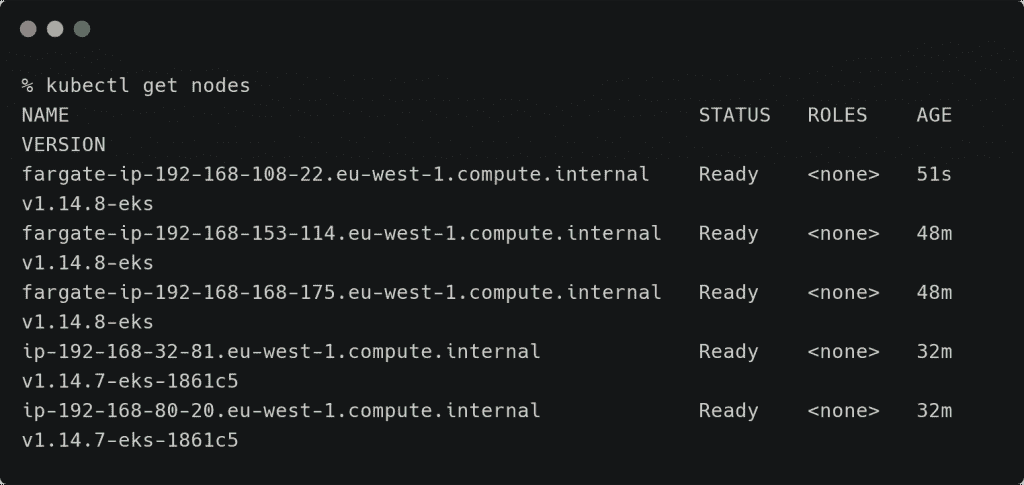 % kubectl get nodes
NAME STATUS ROLES AGE
VERSION
fargate-ip-192-168-108-22.eu-west-1.compute.internal Ready <none> 51s
v1.14.8-eks
fargate-ip-192-168-153-114.eu-west-1.compute.internal Ready <none> 48m
v1.14.8-eks
fargate-ip-192-168-168-175.eu-west-1.compute.internal Ready <none> 48m
v1.14.8-eks
ip-192-168-32-81.eu-west-1.compute.internal Ready <none> 32m
v1.14.7-eks-1861c5
ip-192-168-80-20.eu-west-1.compute.internal Ready <none> 32m
v1.14.7-eks-1861c5